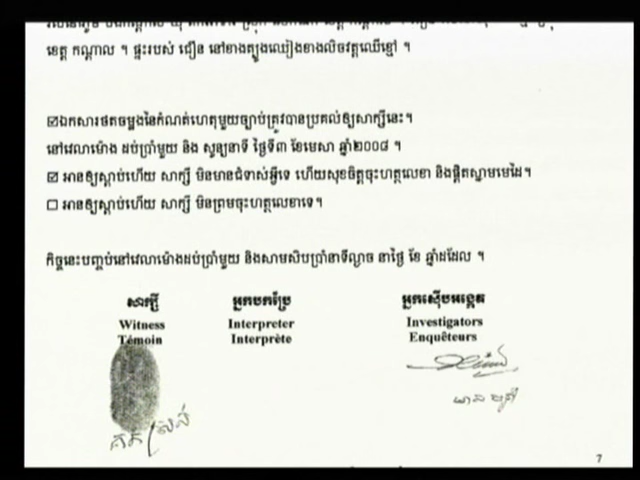 ខេត្ត កណ្ដាល ។ ផ្ទះរបស់ ជឿន នៅខាងត្បូងឈៀងខាងលិចវត្តឈើខ្មៅ ។
☑ឯកសារថតចម្លងនៃកំណត់ហេតុមួយច្បាប់ត្រូវបានប្រគល់ឲ្យសាក្សីនេះ។
នៅវេលាម៉ោង ដប់ប្រាំមួយ និង សូន្យនាទី ថ្ងៃទី៣ ខែមេសា ឆ្នាំ២០០៨ ។
☑ អានឲ្យស្ដាប់ហើយ សាក្សី មិនមានជំទាស់អ្វីទេ ហើយសុខចិត្តចុះហត្ថលេខា និងផ្ដិតស្នាមមេដៃ។
☐ អានឲ្យស្ដាប់ហើយ សាក្សី មិនព្រមចុះហត្ថលេខាទេ។
កិច្ចនេះបញ្ចប់នៅវេលាម៉ោងដប់ប្រាំមួយ និងសាមសិបប្រាំនាទីល្ងាច នាថ្ងៃ ខែ ឆ្នាំដដែល ។
សាក្សី អ្នកបកប្រែ អ្នកស៊ើបអង្កេត
Witness Interpreter Investigators
Témoin Interprète Enquêteurs
7